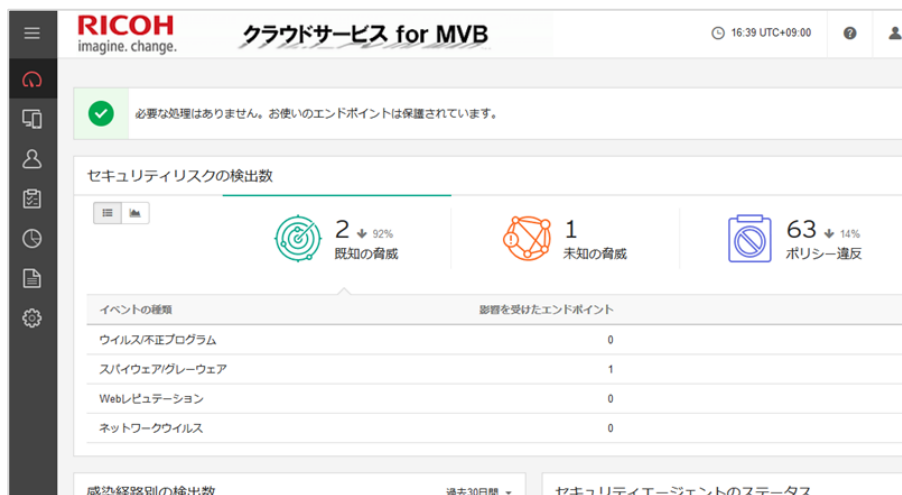 RICOH
imagine. change.
クラウドサービス for MVB
16:39 UTC+09:00
必要な処理はありません。お使いのエンドポイントは保護されています。
セキュリティリスクの検出数
2 92%
既知の脅威
1
未知の脅威
63 14%
ポリシー違反
イベントの種類 影響を受けたエンドポイント
ウイルス/不正プログラム 0
スパイウェア/グレーウェア 1
Webレピュテーション 0
ネットワークウイルス 0
感染経路別の検出数 過去30日間 セキュリティエージェントのステータス